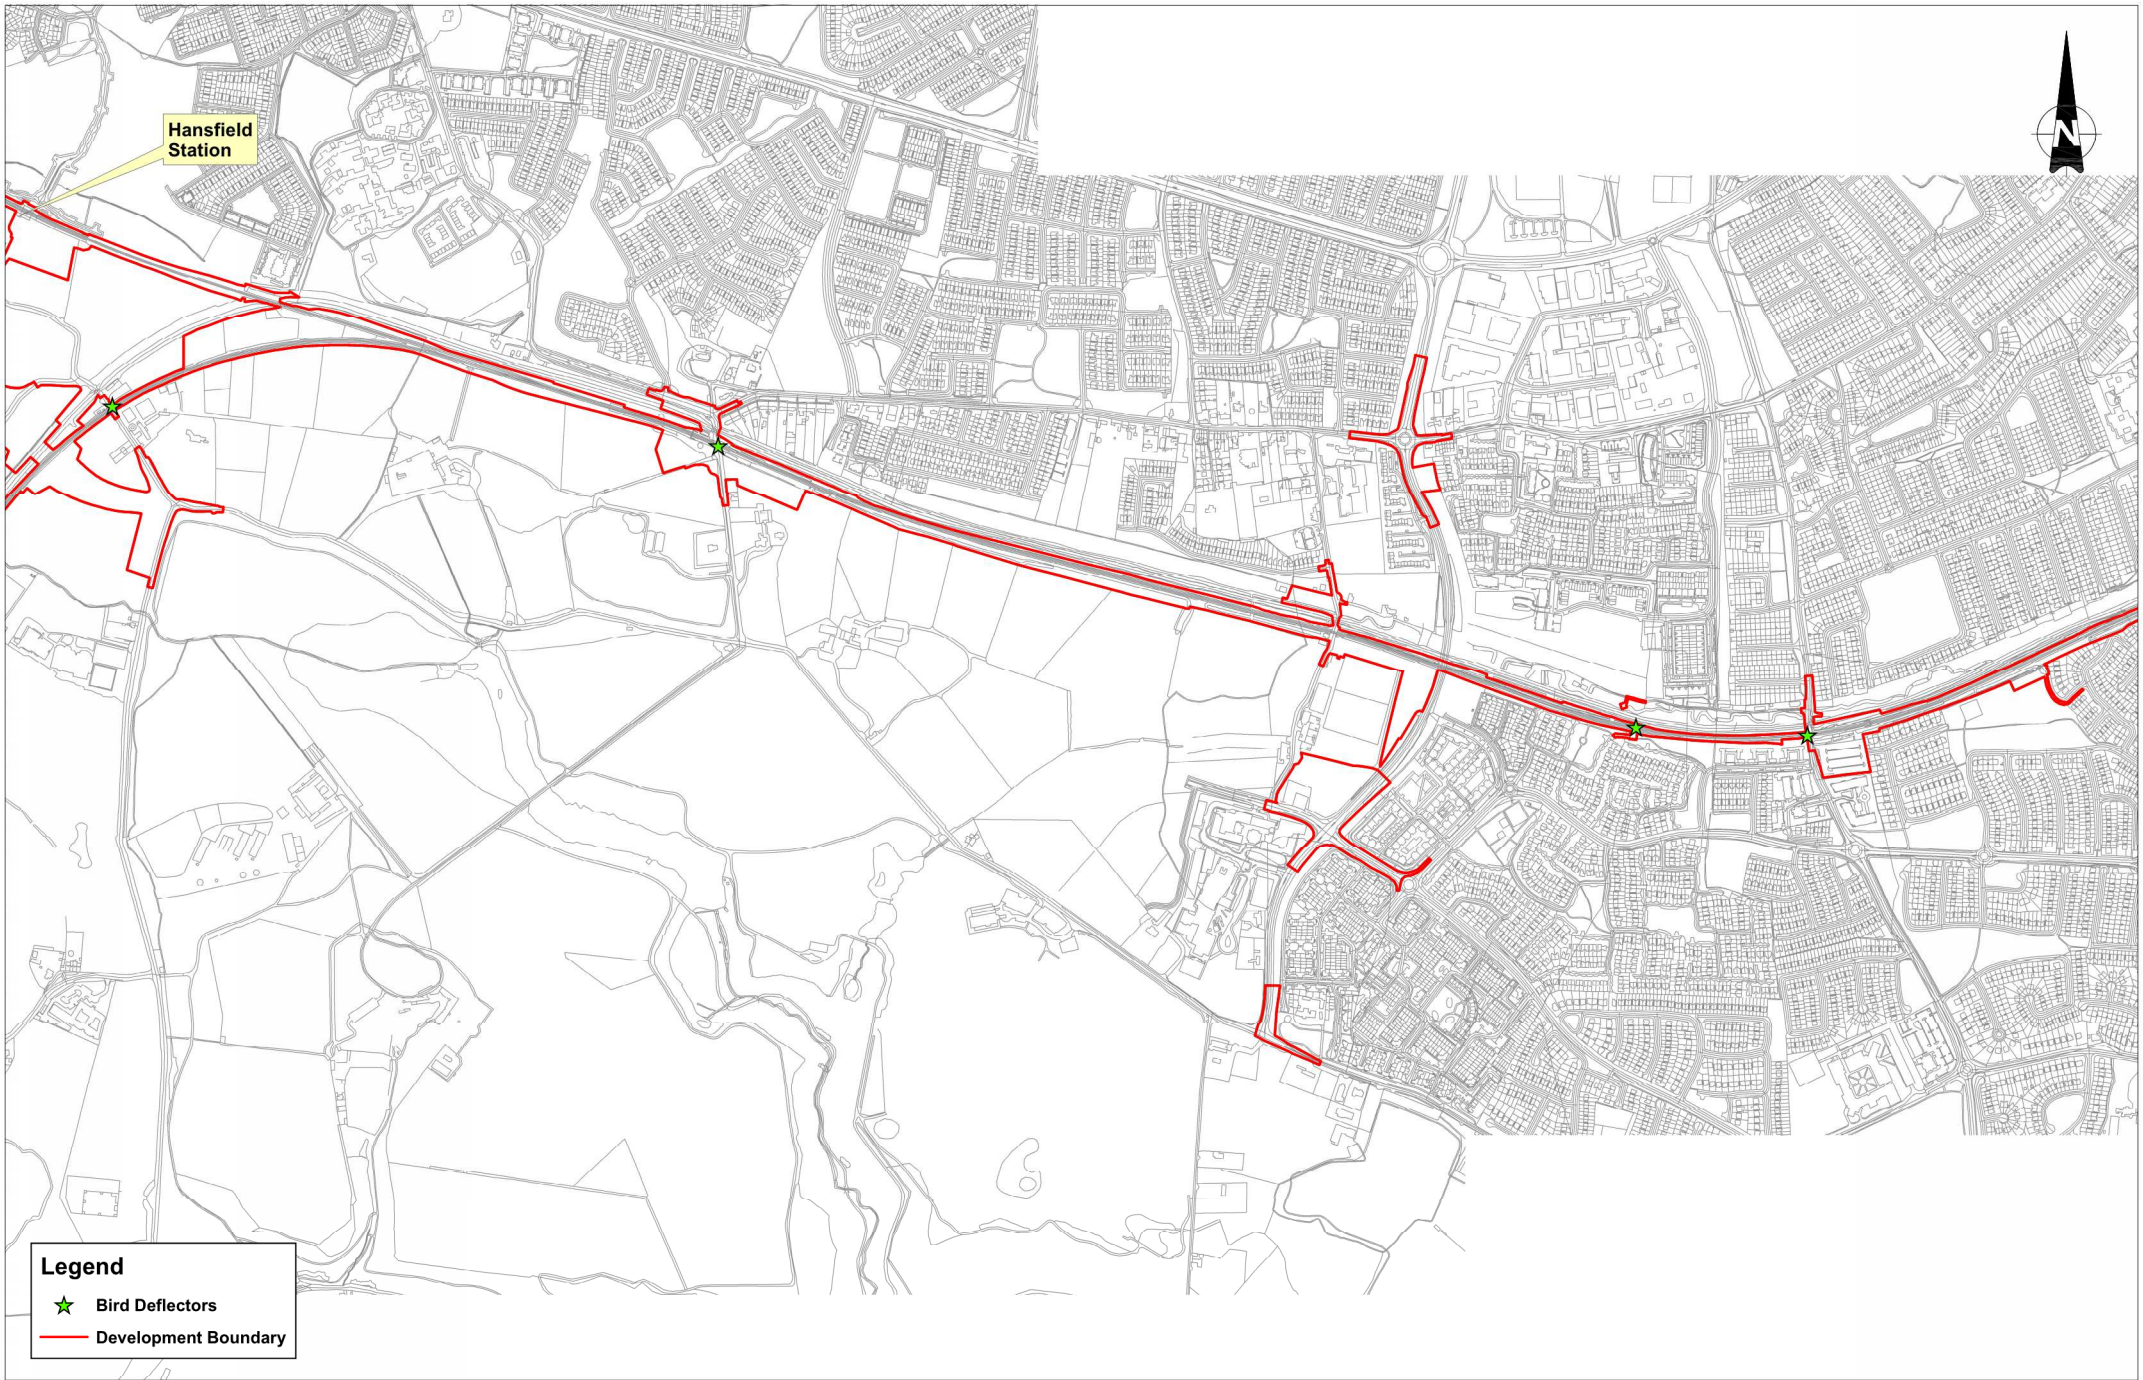 Hansfield
Station
N
Legend
Bird Deflectors
Development Boundary